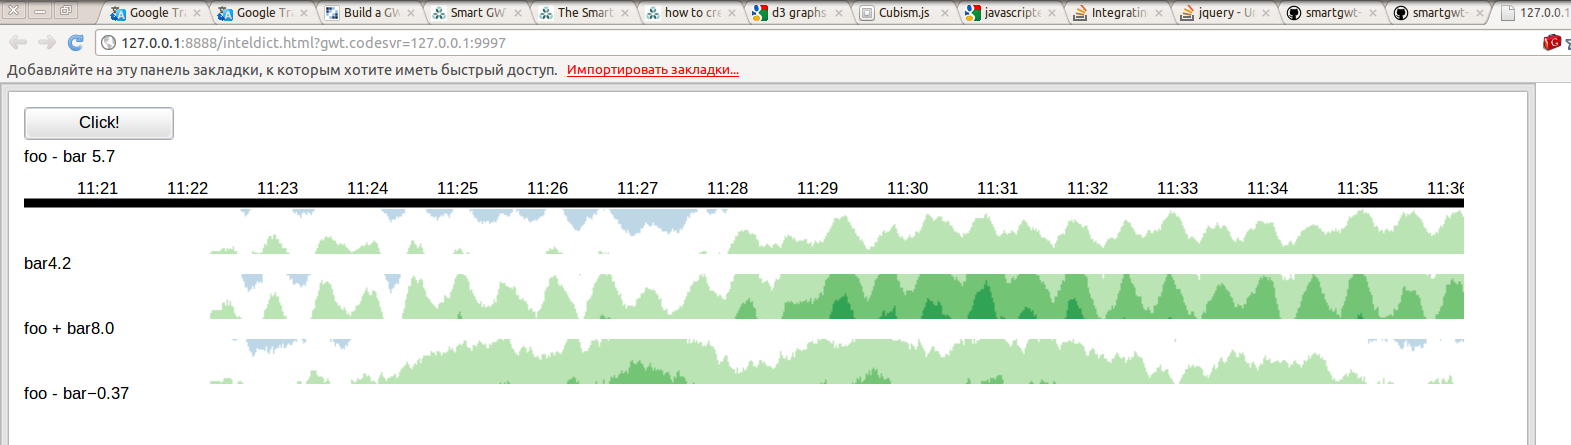 Google Tra Google Tra Build a GW Smart GW The Smart how to cre d3 graphs Cubism.js javascripte Integratin jquery - Un smartgwt- smartgwt- 127.0.0.1
127.0.0.1:8888/inteldict.html?gwt.codesvr=127.0.0.1:9997
Добавляйте на эту панель закладки, к которым хотите иметь быстрый доступ. Импортировать закладки...
Click!
foo - bar 5.7
11:21 11:22 11:23 11:24 11:25 11:26 11:27 11:28 11:29 11:30 11:31 11:32 11:33 11:34 11:35 11:36
bar4.2
foo + bar8.0
foo - bar−0.37